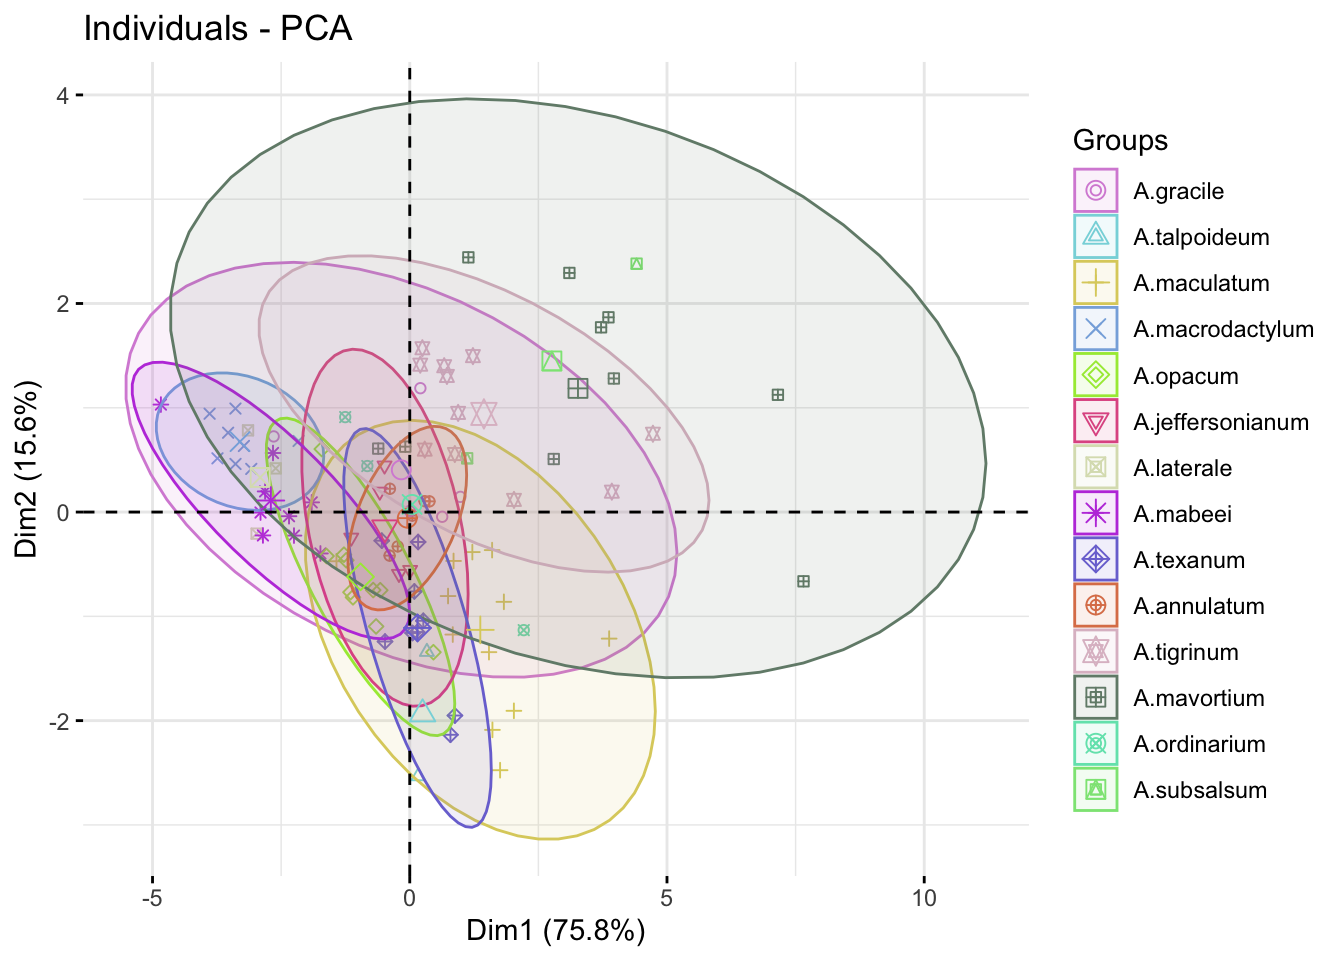 Individuals - PCA
4
2
0
-2
Dim2 (15.6%)
-5
0
5
10
Dim1 (75.8%)
Groups
A.gracile
A.talpoideum
A.maculatum
A.macrodactylum
A.opacum
A.jeffersonianum
A.laterale
A.mabeei
A.texanum
A.annulatum
A.tigrinum
A.mavortium
A.ordinarium
A.subsalsum